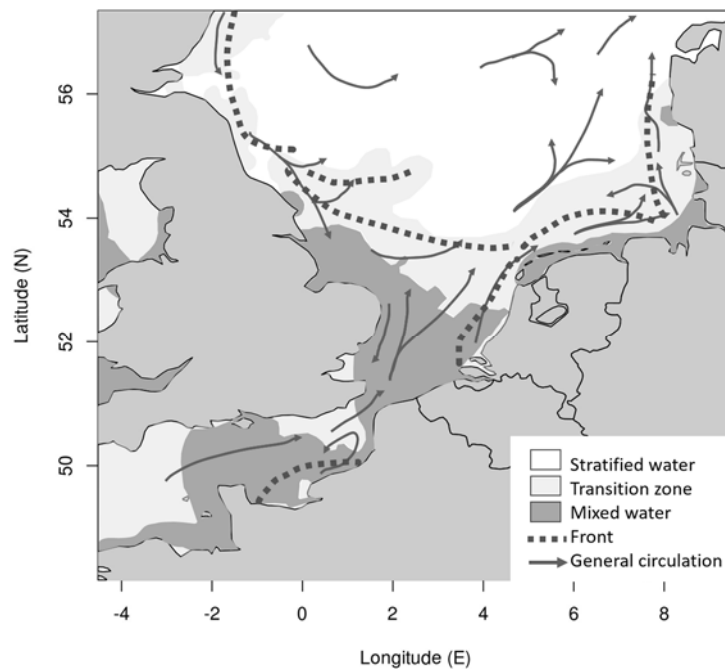 56
54
52
50
Latitude (N)
Stratified water
Transition zone
Mixed water
Front
General circulation
-4 -2 0 2 4 6 8
Longitude (E)